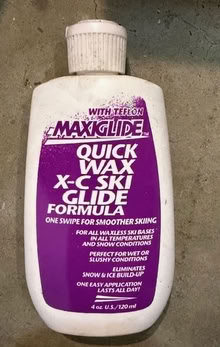 WITH TEFLON
MAXIGLIDE
QUICK
WAX
X-C SKI
GLIDE
FORMULA
ONE SWIPE FOR SMOOTHER SKIING
FOR ALL WAXLESS SKI BASES
IN ALL TEMPERATURES
AND SNOW CONDITIONS
PERFECT FOR WET OR
SLUSHY CONDITIONS
ELIMINATES
SNOW & ICE BUILD-UP
ONE EASY APPLICATION
LASTS ALL DAY!
4 oz. U.S./120 ml